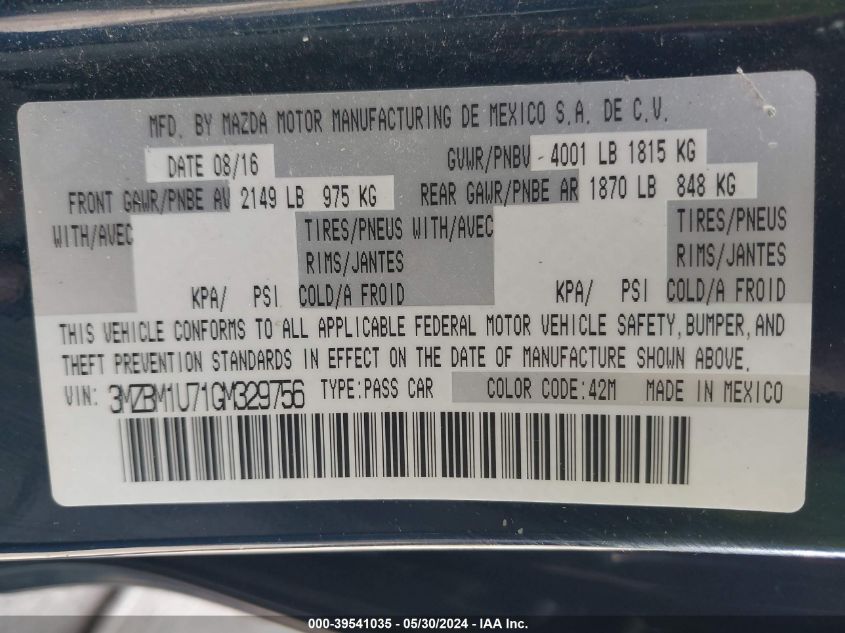 MFD. BY MAZDA MOTOR MANUFACTURING DE MEXICO S.A. DE C.V.
DATE 08/16 GVWR/PNBV - 4001 LB 1815 KG
FRONT GAWR/PNBE AV 2149 LB 975 KG REAR GAWR/PNBE AR 1870 LB 848 KG
WITH/AVEC TIRES/PNEUS WITH/AVEC TIRES/PNEUS
RIMS/JANTES RIMS/JANTES
KPA/ PSI COLD/A FROID KPA/ PSI COLD/A FROID
THIS VEHICLE CONFORMS TO ALL APPLICABLE FEDERAL MOTOR VEHICLE SAFETY, BUMPER, AND
THEFT PREVENTION STANDARDS IN EFFECT ON THE DATE OF MANUFACTURE SHOWN ABOVE.
VIN: 3MZBM1U71GM329756 TYPE:PASS CAR COLOR CODE:42M MADE IN MEXICO
000-39541035 - 05/30/2024 - IAA Inc.